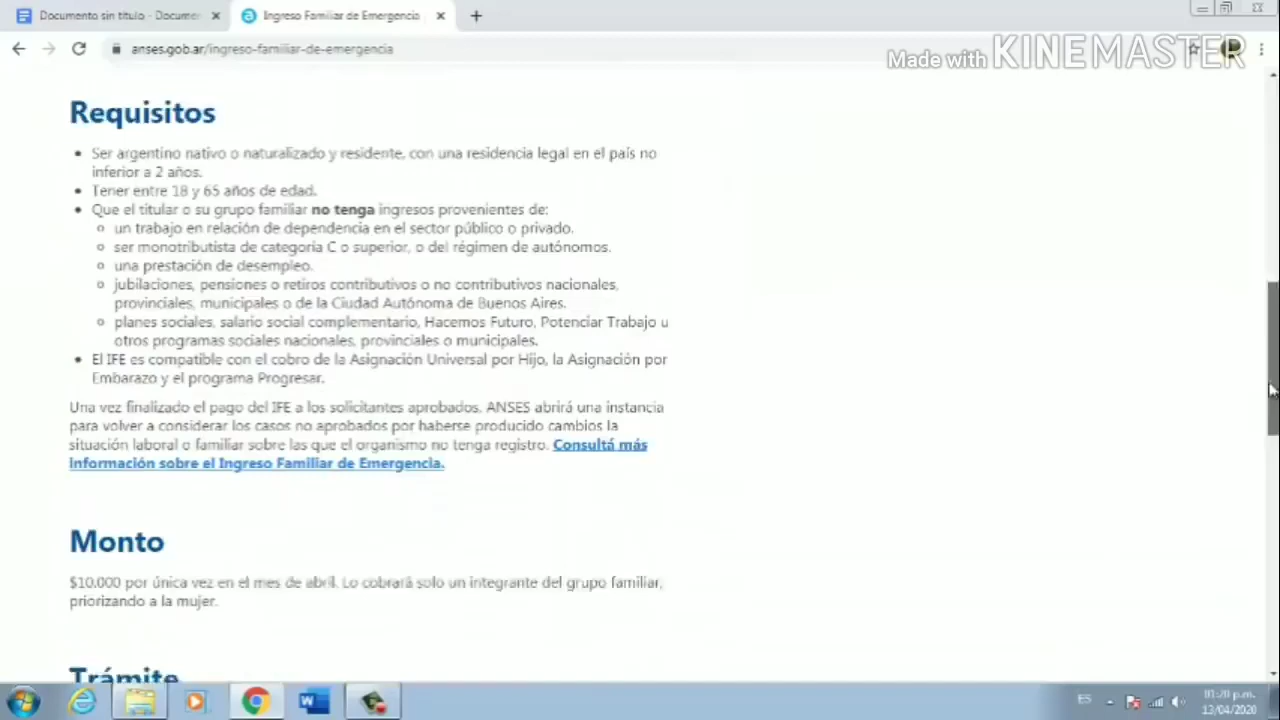 Documento sin título - Documen
Ingreso Familiar de Emergencia
anses.gob.ar/ingreso-familiar-de-emergencia
Made with KINEMASTER
Requisitos
• Ser argentino nativo o naturalizado y residente, con una residencia legal en el país no
inferior a 2 años.
• Tener entre 18 y 65 años de edad.
• Que el titular o su grupo familiar no tenga ingresos provenientes de:
○ un trabajo en relación de dependencia en el sector público o privado.
○ ser monotributista de categoría C o superior, o del régimen de autónomos.
○ una prestación de desempleo.
○ jubilaciones, pensiones o retiros contributivos o no contributivos nacionales,
provinciales, municipales o de la Ciudad Autónoma de Buenos Aires.
○ planes sociales, salario social complementario, Hacemos Futuro, Potenciar Trabajo u
otros programas sociales nacionales, provinciales o municipales.
• El IFE es compatible con el cobro de la Asignación Universal por Hijo, la Asignación por
Embarazo y el programa Progresar.
Una vez finalizado el pago del IFE a los solicitantes aprobados, ANSES abrirá una instancia
para volver a considerar los casos no aprobados por haberse producido cambios la
situación laboral o familiar sobre las que el organismo no tenga registro. Consultá más
información sobre el Ingreso Familiar de Emergencia.
Monto
$10.000 por única vez en el mes de abril. Lo cobrará solo un integrante del grupo familiar,
priorizando a la mujer.
Trámite
ES
01:20 p.m.
13/04/2020